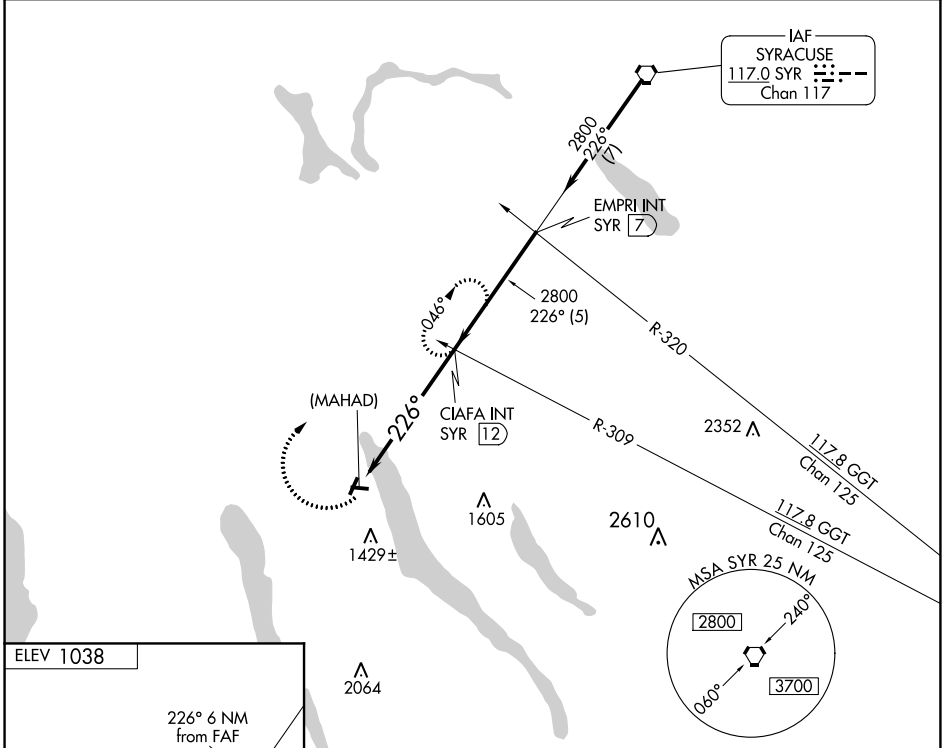 IAF
SYRACUSE
117.0 SYR
Chan 117
2800
226°
(7)
EMPRI INT
SYR 7
2800
226° (5)
046°
R-320
(MAHAD)
226°
CIAFA INT
SYR 12
R-309
2352
117.8 GGT
Chan 125
117.8 GGT
Chan 125
1605
2610
1429±
MSA SYR 25 NM
2800
240°
060°
3700
ELEV 1038
2064
226° 6 NM
from FAF